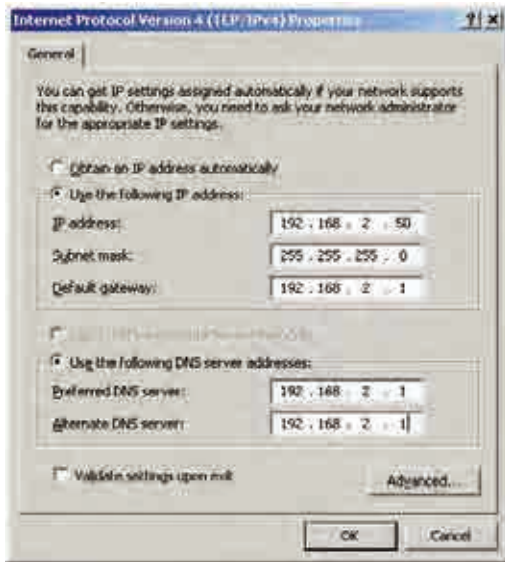 Internet Protocol Version 4 (TCP/IPv4) Properties
General
You can get IP settings assigned automatically if your network supports
this capability. Otherwise, you need to ask your network administrator
for the appropriate IP settings.
Obtain an IP address automatically
Use the following IP address:
IP address: 192 . 168 . 2 . 50
Subnet mask: 255 . 255 . 255 . 0
Default gateway: 192 . 168 . 2 . 1
Use the following DNS server addresses:
Preferred DNS server: 192 . 168 . 2 . 1
Alternate DNS server: 192 . 168 . 2 . 1
Validate settings upon exit
Advanced...
OK Cancel